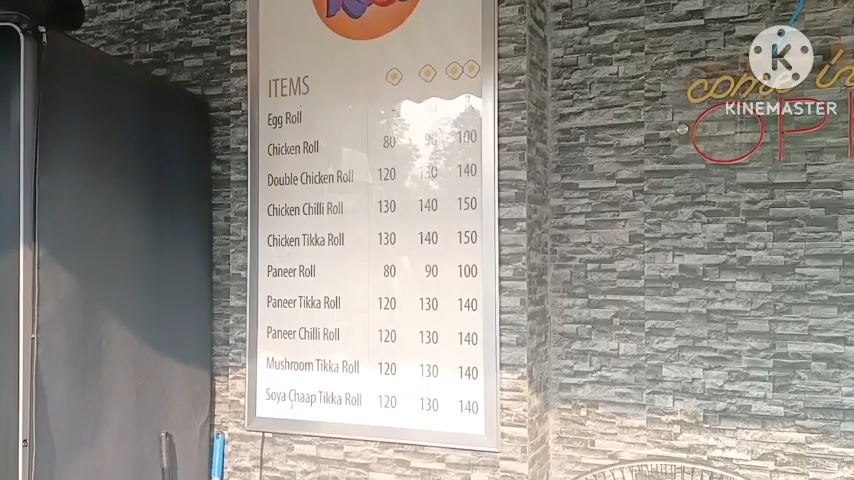 ITEMS
Egg Roll
Chicken Roll 80 90 100
Double Chicken Roll 120 130 140
Chicken Chilli Roll 130 140 150
Chicken Tikka Roll 130 140 150
Paneer Roll 80 90 100
Paneer Tikka Roll 120 130 140
Paneer Chilli Roll 120 130 140
Mushroom Tikka Roll 120 130 140
Soya Chaap Tikka Roll 120 130 140
KINEMASTER
come in